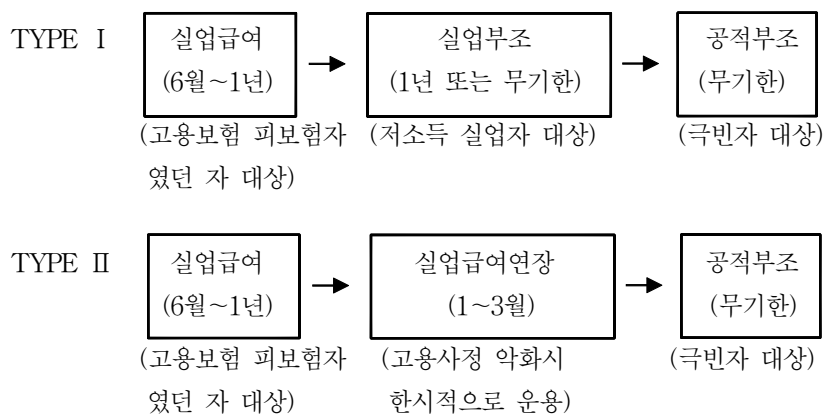 TYPE Ⅰ 실업급여 실업부조 공적부조
(6월~1년) (1년 또는 무기한) (무기한)
(고용보험 피보험자 (저소득 실업자 대상) (극빈자 대상)
였던 자 대상)
TYPE Ⅱ 실업급여 실업급여연장 공적부조
(6월~1년) (1~3월) (무기한)
(고용보험 피보험자 (고용사정 악화시 (극빈자 대상)
였던 자 대상) 한시적으로 운용)